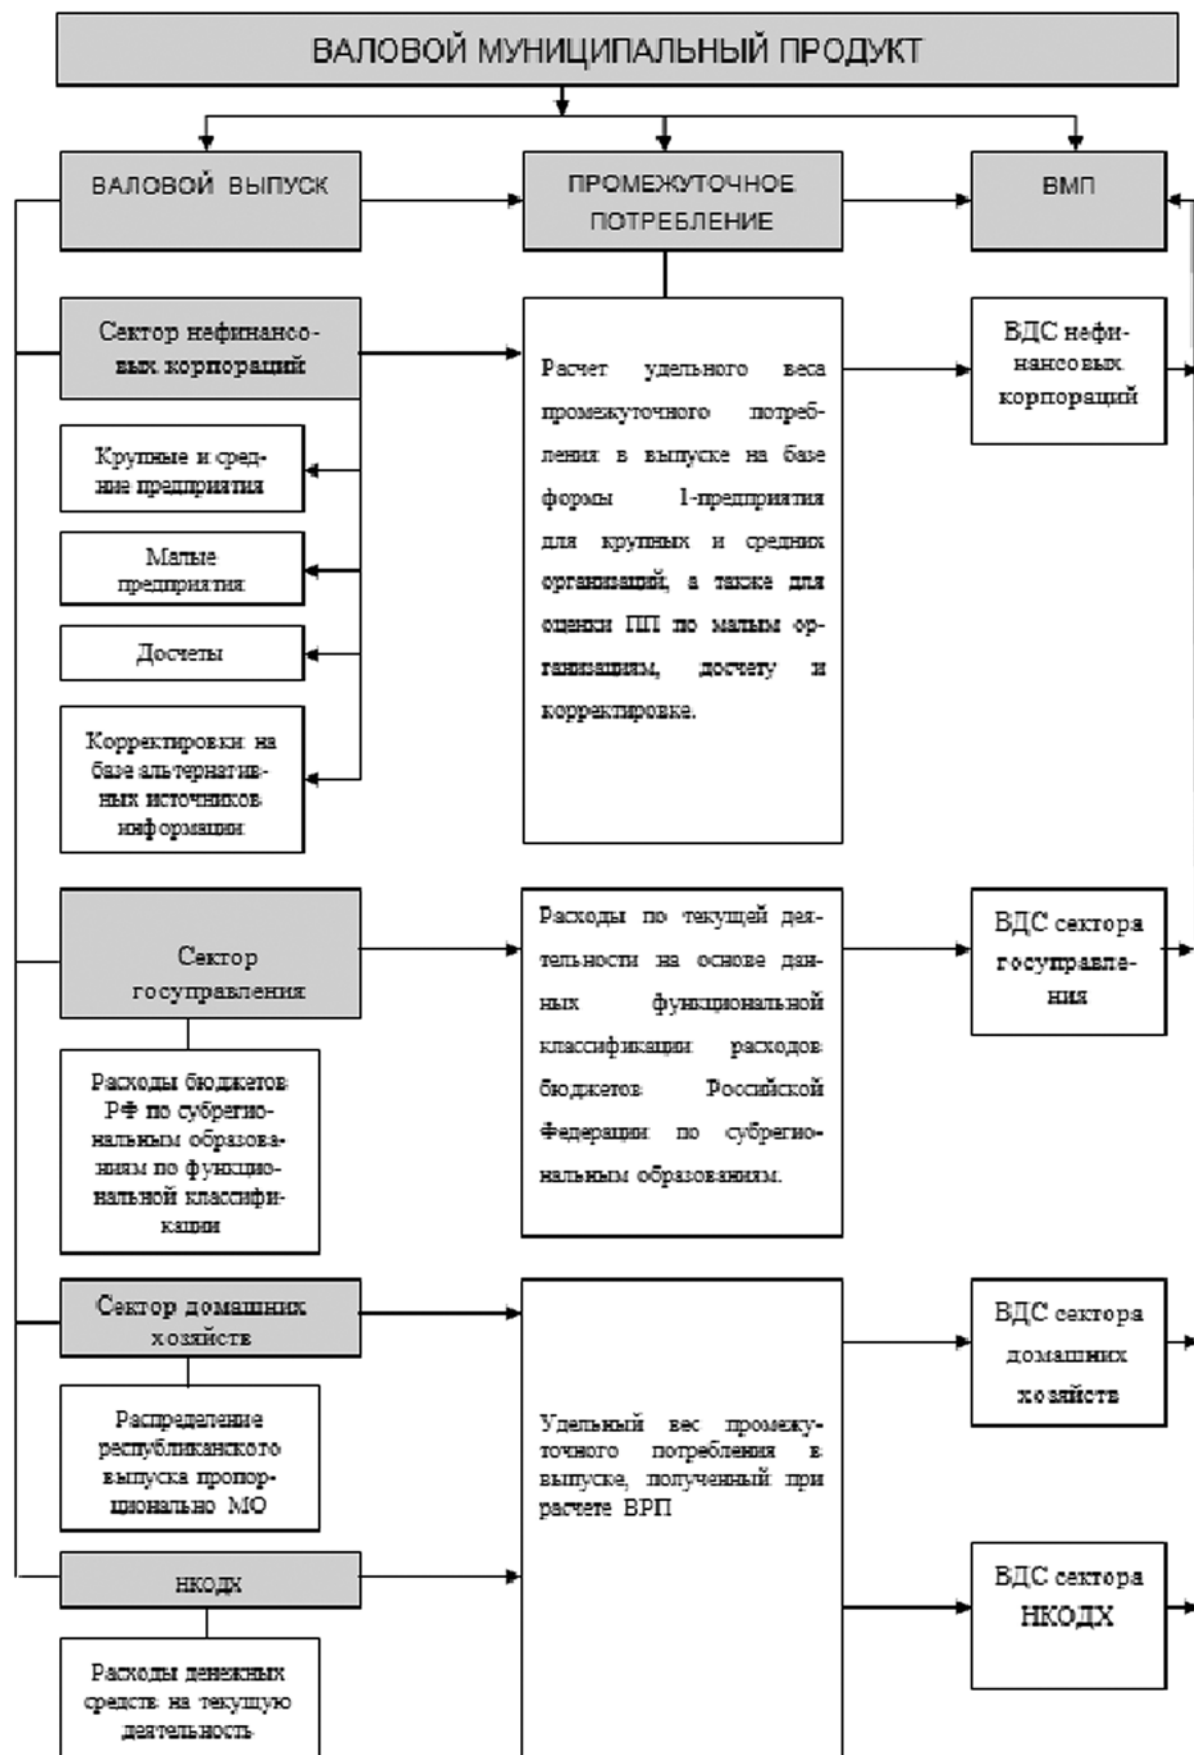 ВАЛОВОЙ МУНИЦИПАЛЬНЫЙ ПРОДУКТ
ВАЛОВОЙ ВЫПУСК
ПРОМЕЖУТОЧНОЕ
ПОТРЕБЛЕНИЕ
ВМП
Сектор нефинансо-
вых корпораций
Крупные и сред-
ние предприятия
Малые
предприятия
Досчеты
Корректировки на
базе альтернатив-
ных источников
информации
Расчет удельного веса
промежуточного потреб-
ления в выпуске на базе
формы 1-предприятия
для крупных и средних
организаций, а также для
оценки ПП по малым ор-
ганизациям, досчету и
корректировке.
ВДС нефи-
нансовых
корпораций
Сектор
госуправления
Расходы бюджетов
РФ по субрегио-
нальным образова-
ниям по функцио-
нальной классифи-
кации
Расходы по текущей дея-
тельности на основе дан-
ных функциональной
классификации расходов
бюджетов Российской
Федерации по субрегио-
нальным образованиям.
ВДС сектора
госуправле-
ния
Сектор домашних
хозяйств
Распределение
республиканского
выпуска пропор-
ционально МО
НКОДХ
Расходы денежных
средств на текущую
деятельность
Удельный вес промежу-
точного потребления в
выпуске, полученный при
расчете ВРП
ВДС сектора
домашних
хозяйств
ВДС сектора
НКОДХ